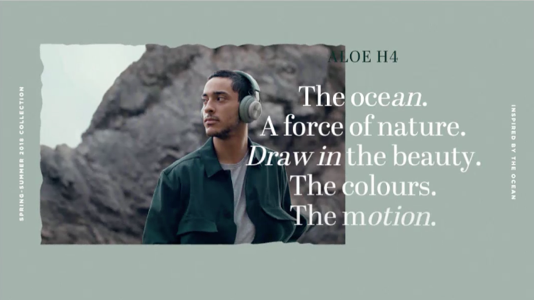 SPRING-SUMMER 2018 COLLECTION
ALOE H4
The ocean.
A force of nature.
Draw in the beauty.
The colours.
The motion.
INSPIRED BY THE OCEAN